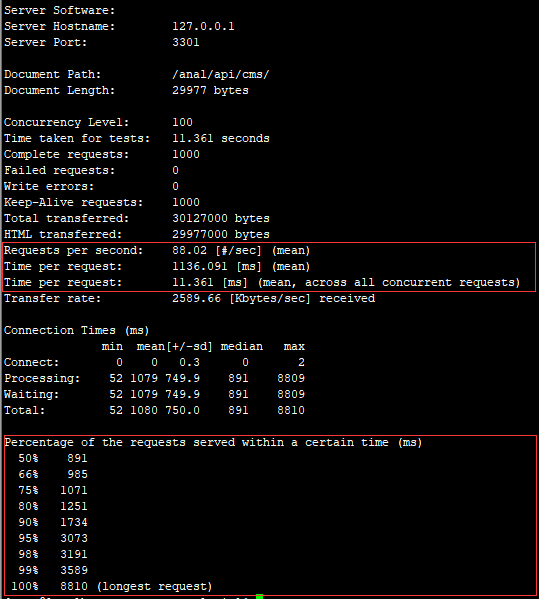 Server Software:
Server Hostname: 127.0.0.1
Server Port: 3301
Document Path: /anal/api/cms/
Document Length: 29977 bytes
Concurrency Level: 100
Time taken for tests: 11.361 seconds
Complete requests: 1000
Failed requests: 0
Write errors: 0
Keep-Alive requests: 1000
Total transferred: 30127000 bytes
HTML transferred: 29977000 bytes
Requests per second: 88.02 [#/sec] (mean)
Time per request: 1136.091 [ms] (mean)
Time per request: 11.361 [ms] (mean, across all concurrent requests)
Transfer rate: 2589.66 [Kbytes/sec] received
Connection Times (ms)
min mean[+/-sd] median max
Connect: 0 0 0.3 0 2
Processing: 52 1079 749.9 891 8809
Waiting: 52 1079 749.9 891 8809
Total: 52 1080 750.0 891 8810
Percentage of the requests served within a certain time (ms)
50% 891
66% 985
75% 1071
80% 1251
90% 1734
95% 3073
98% 3191
99% 3589
100% 8810 (longest request)